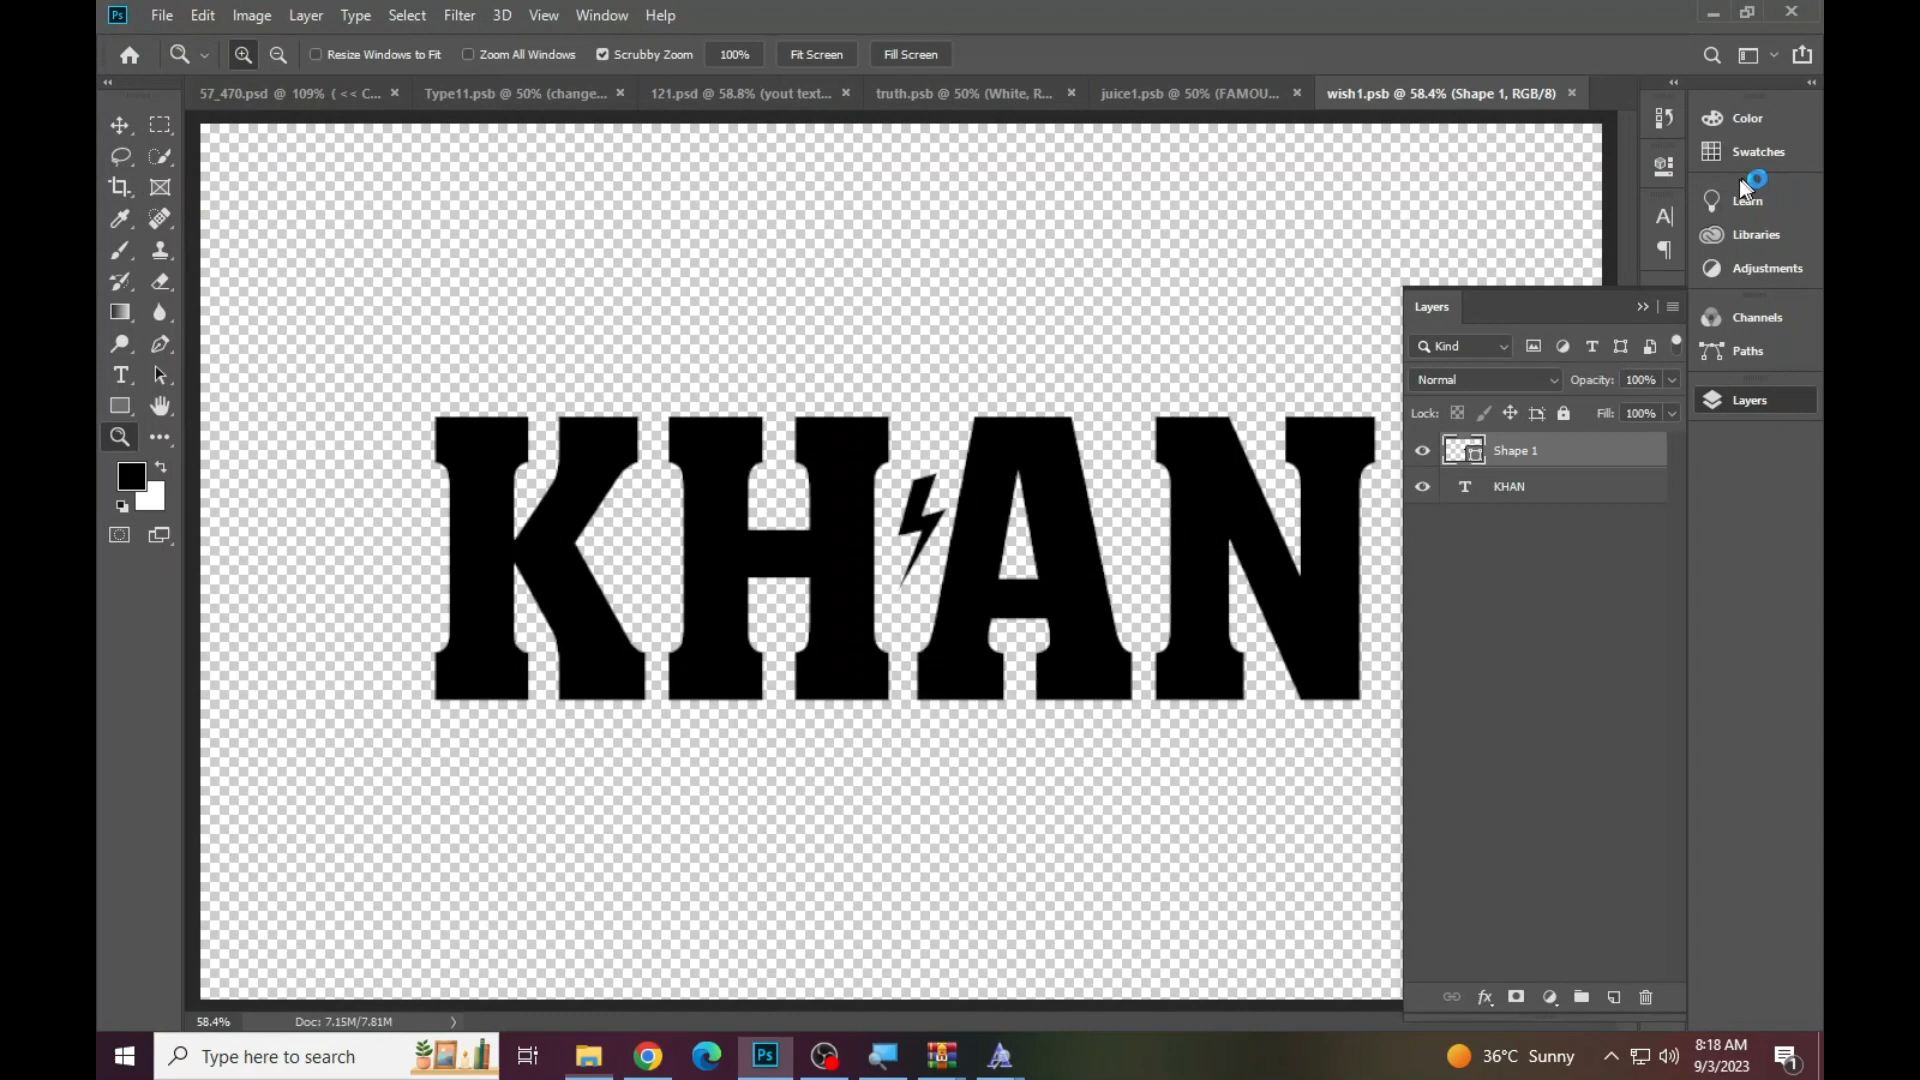 Ps File Edit Image Layer Type Select Filter 3D View Window Help
Resize Windows to Fit Zoom All Windows Scrubby Zoom 100% Fit Screen Fill Screen
57_470.psd @ 109% ( << C... × Type11.psb @ 50% (change... × 121.psd @ 58.8% (yout text... × truth.psb @ 50% (White, R... × juice1.psb @ 50% (FAMOU... × wish1.psb @ 58.4% (Shape 1, RGB/8) ×
Color
Swatches
Learn
Libraries
Adjustments
Channels
Paths
Layers
Layers
Kind
Normal Opacity: 100%
Lock: Fill: 100%
Shape 1
KHAN
KHAN
58.4% Doc: 7.15M/7.81M
Type here to search
Ps
36°C Sunny
8:18 AM
9/3/2023
1